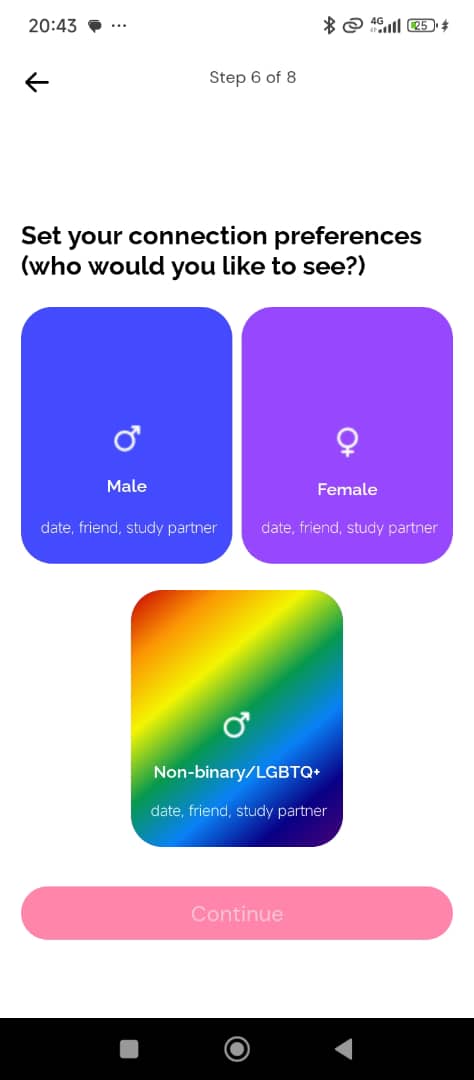 20:43
4G
25
Step 6 of 8
Set your connection preferences
(who would you like to see?)
Male
date, friend, study partner
Female
date, friend, study partner
Non-binary/LGBTQ+
date, friend, study partner
Continue